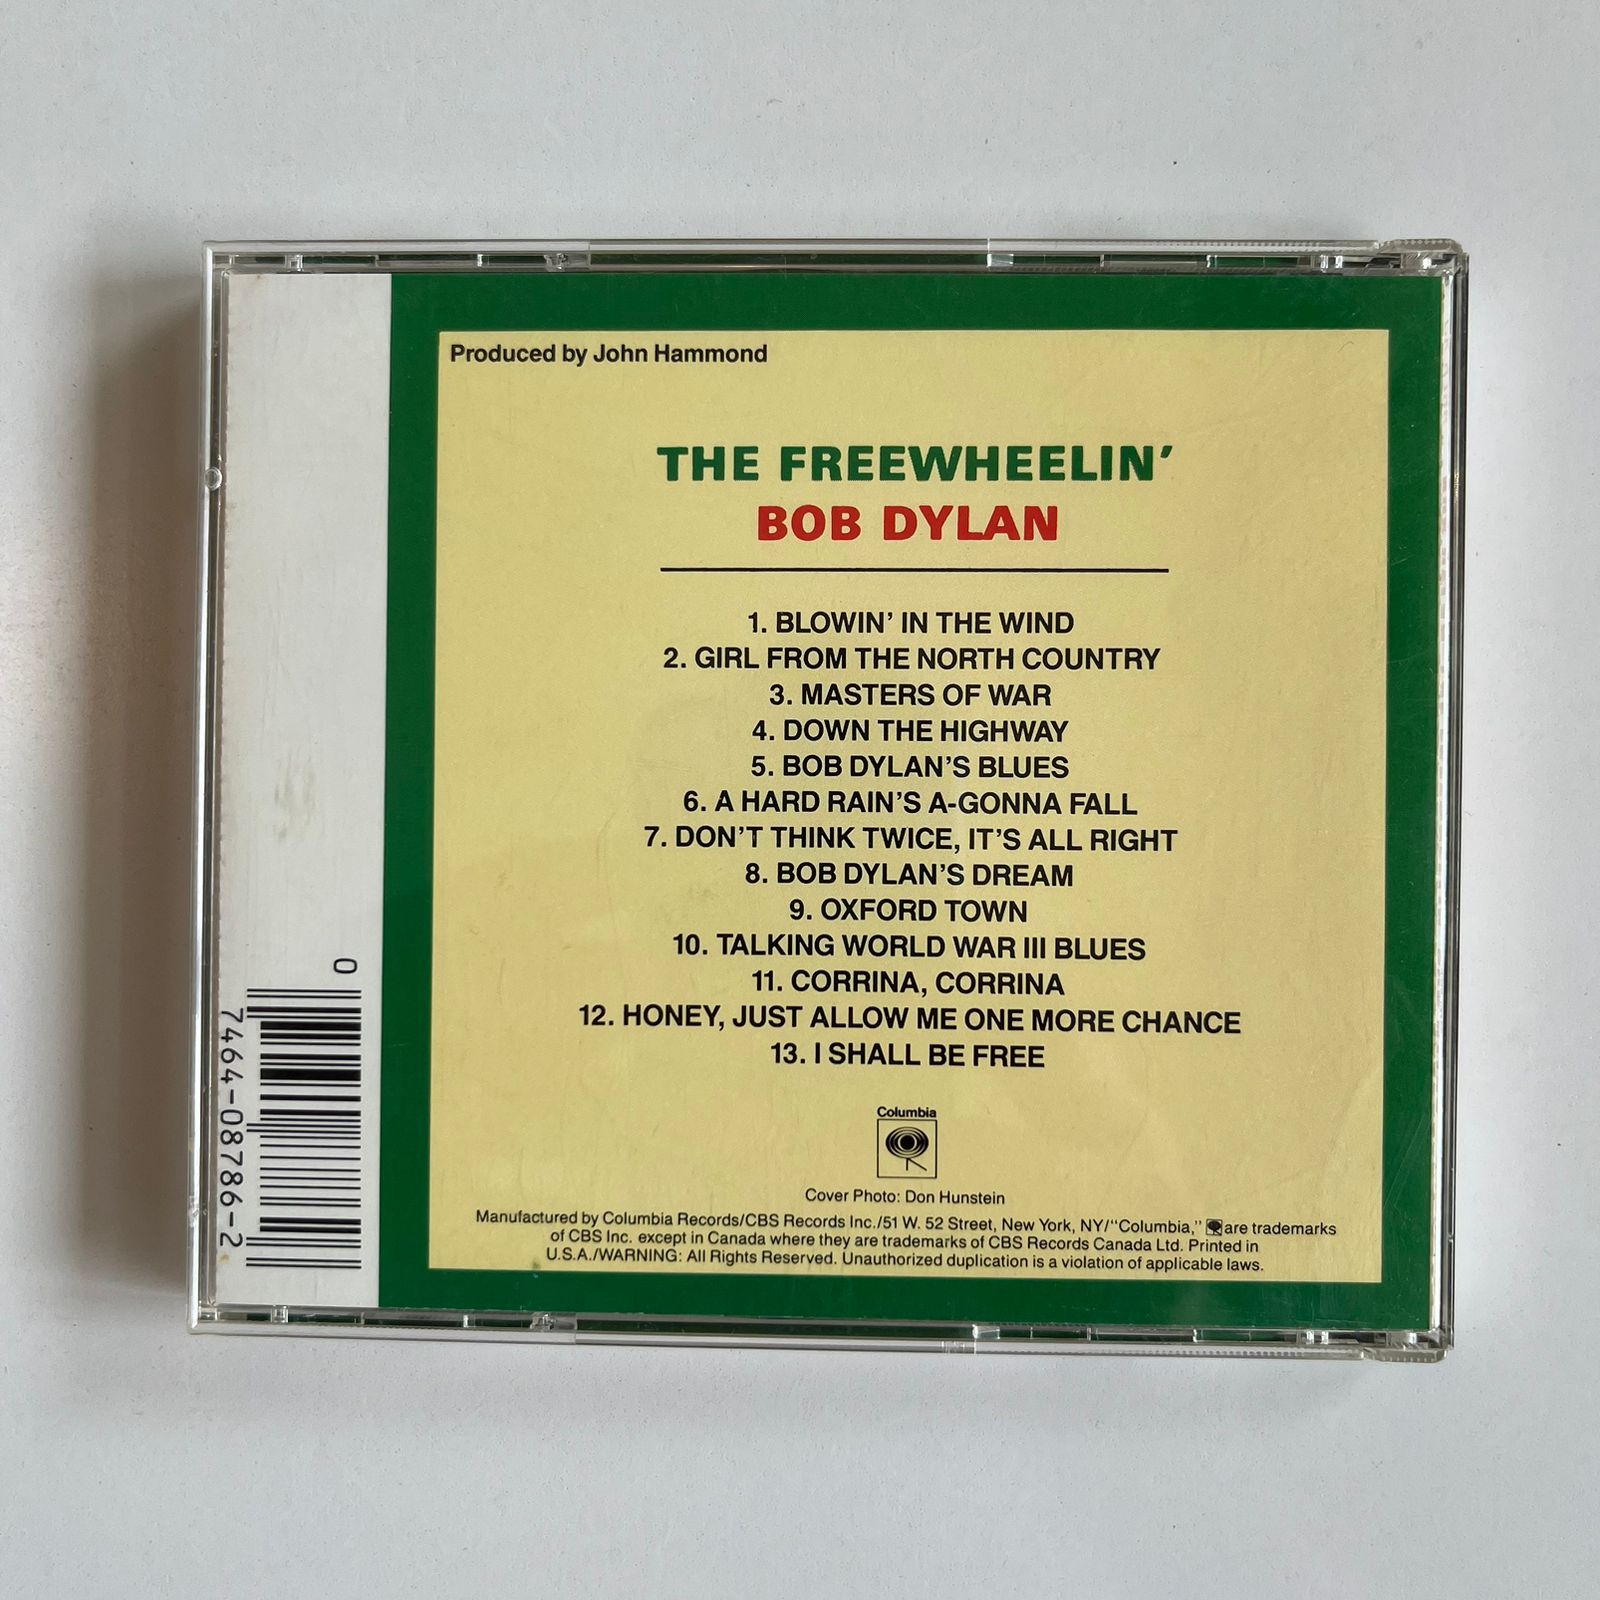 Produced by John Hammond
THE FREEWHEELIN'
BOB DYLAN
1. BLOWIN' IN THE WIND
2. GIRL FROM THE NORTH COUNTRY
3. MASTERS OF WAR
4. DOWN THE HIGHWAY
5. BOB DYLAN'S BLUES
6. A HARD RAIN'S A-GONNA FALL
7. DON'T THINK TWICE, IT'S ALL RIGHT
8. BOB DYLAN'S DREAM
9. OXFORD TOWN
10. TALKING WORLD WAR III BLUES
11. CORRINA, CORRINA
12. HONEY, JUST ALLOW ME ONE MORE CHANCE
13. I SHALL BE FREE
Columbia
Cover Photo: Don Hunstein
Manufactured by Columbia Records/CBS Records Inc./51 W. 52 Street, New York, NY/"Columbia," are trademarks
of CBS Inc. except in Canada where they are trademarks of CBS Records Canada Ltd. Printed in
U.S.A./WARNING: All Rights Reserved. Unauthorized duplication is a violation of applicable laws.
0
7464-08786-2